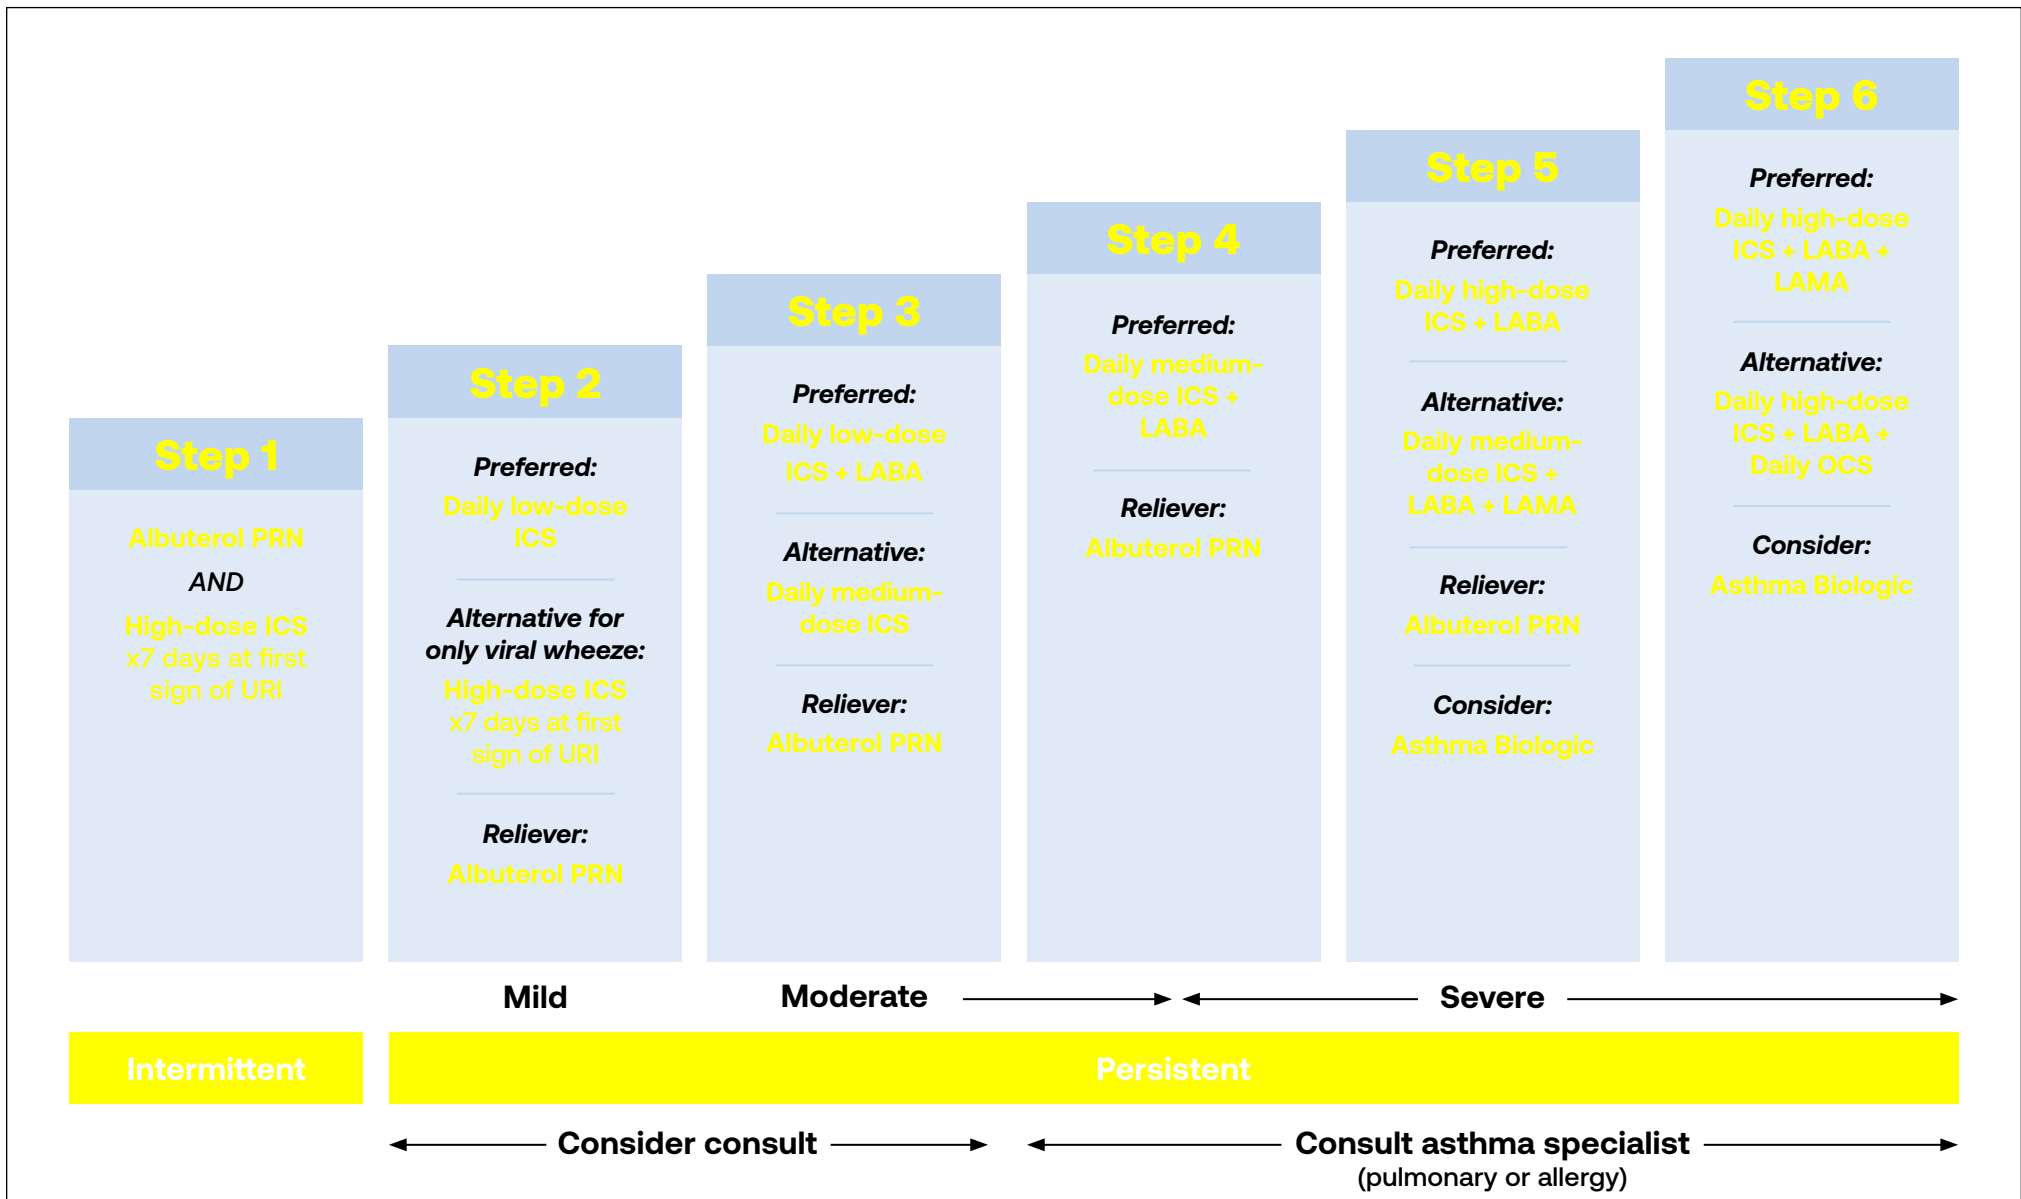 Step 1
Albuterol PRN
AND
High-dose ICS
x7 days at first
sign of URI
Step 2
Preferred:
Daily low-dose
ICS
Alternative for
only viral wheeze:
High-dose ICS
x7 days at first
sign of URI
Reliever:
Albuterol PRN
Step 3
Preferred:
Daily low-dose
ICS + LABA
Alternative:
Daily medium-
dose ICS
Reliever:
Albuterol PRN
Step 4
Preferred:
Daily medium-
dose ICS +
LABA
Reliever:
Albuterol PRN
Step 5
Preferred:
Daily high-dose
ICS + LABA
Alternative:
Daily medium-
dose ICS +
LABA + LAMA
Reliever:
Albuterol PRN
Consider:
Asthma Biologic
Step 6
Preferred:
Daily high-dose
ICS + LABA +
LAMA
Alternative:
Daily high-dose
ICS + LABA +
Daily OCS
Consider:
Asthma Biologic
Mild
Moderate
Severe
Intermittent
Persistent
Consider consult
Consult asthma specialist
(pulmonary or allergy)